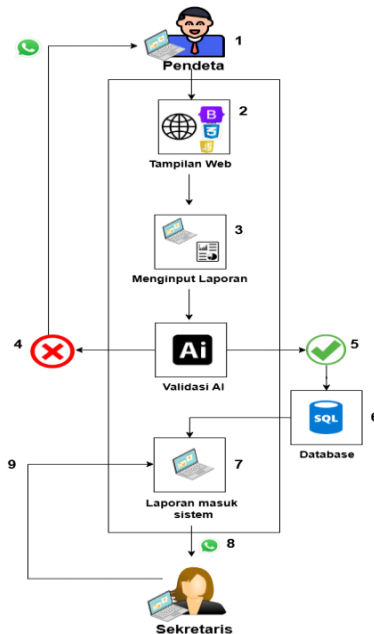 1
Pendeta
2
B
Tampilan Web
3
Menginput Laporan
4
Ai
5
Validasi AI
SQL
6
Database
9
7
Laporan masuk
sistem
8
Sekretaris